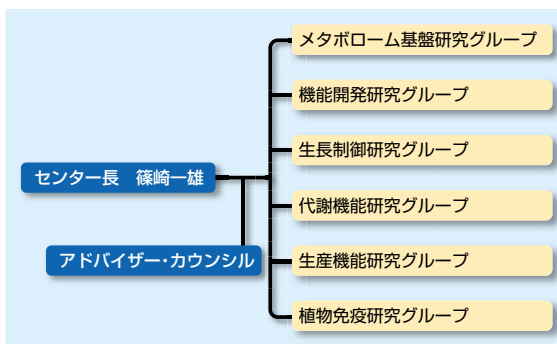 メタボローム基盤研究グループ
機能開発研究グループ
生長制御研究グループ
センター長　篠崎一雄
代謝機能研究グループ
アドバイザー・カウンシル
生産機能研究グループ
植物免疫研究グループ